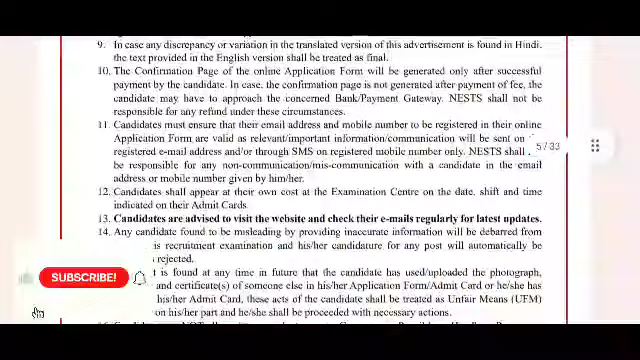 9. In case any discrepancy or variation in the translated version of this advertisement is found in Hindi,
the text provided in the English version shall be treated as final.
10. The Confirmation Page of the online Application Form will be generated only after successful
payment by the candidate. In case, the confirmation page is not generated after payment of fee, the
candidate may have to approach the concerned Bank/Payment Gateway. NESTS shall not be
responsible for any refund under these circumstances.
11. Candidates must ensure that their email address and mobile number to be registered in their online
Application Form are valid as relevant/important information/communication will be sent on
registered e-mail address and/or through SMS on registered mobile number only. NESTS shall
be responsible for any non-communication/mis-communication with a candidate in the email
address or mobile number given by him/her.
5 / 33
12. Candidates shall appear at their own cost at the Examination Centre on the date, shift and time
indicated on their Admit Cards.
13. Candidates are advised to visit the website and check their e-mails regularly for latest updates.
14. Any candidate found to be misleading by providing inaccurate information will be debarred from
is recruitment examination and his/her candidature for any post will automatically be
rejected.
t is found at any time in future that the candidate has used/uploaded the photograph,
and certificate(s) of someone else in his/her Application Form/Admit Card or he/she has
his/her Admit Card, these acts of the candidate shall be treated as Unfair Means (UFM)
on his/her part and he/she shall be proceeded with necessary actions.
SUBSCRIBE!